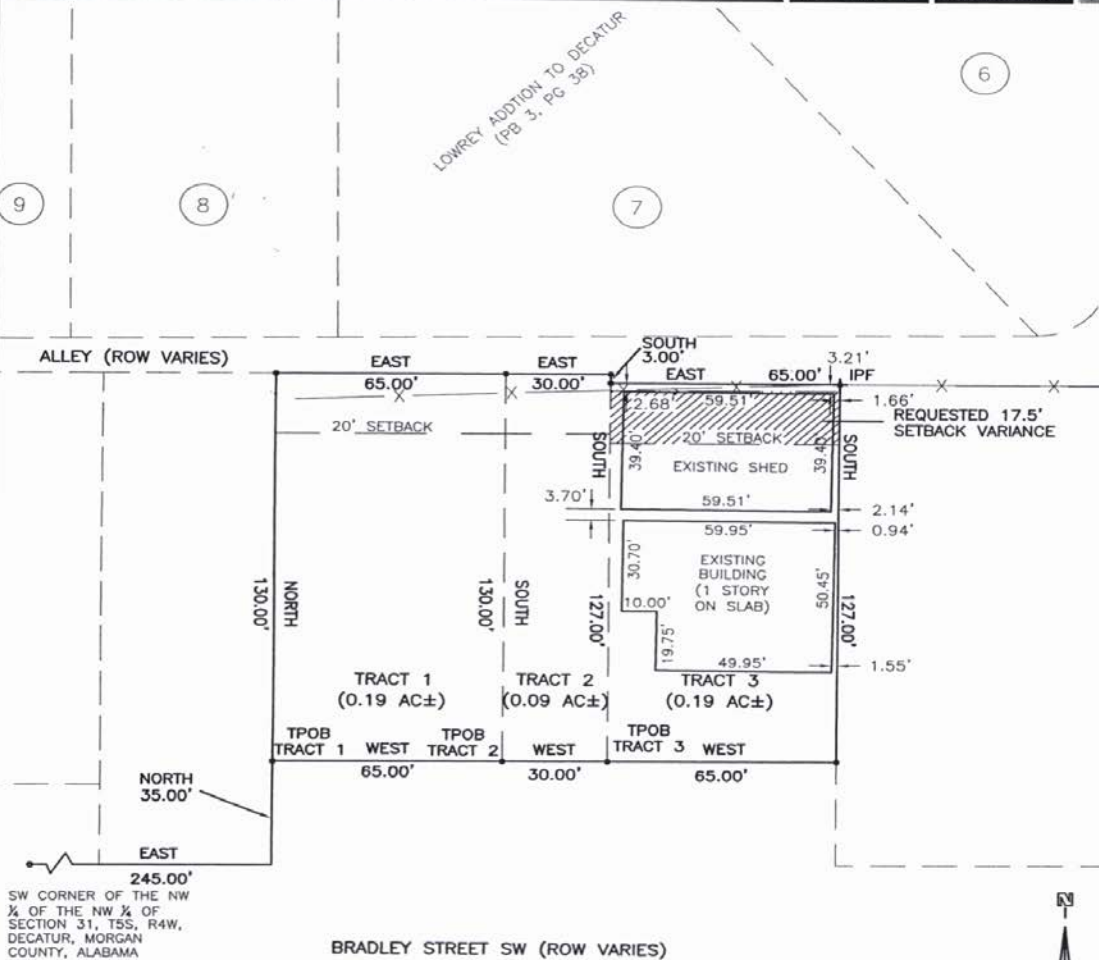 LOWREY ADDTION TO DECATUR
(PB 3, PG 38)
6
9
8
7
ALLEY (ROW VARIES)
EAST
65.00'
EAST
30.00'
SOUTH
3.00'
EAST
65.00'
3.21'
IPF
2.68'
59.51'
1.66'
REQUESTED 17.5'
SETBACK VARIANCE
20' SETBACK
20' SETBACK
SOUTH
39.40'
39.40'
SOUTH
EXISTING SHED
3.70'
59.51'
2.14'
59.95'
0.94'
EXISTING
BUILDING
(1 STORY
ON SLAB)
30.70'
50.45'
10.00'
19.75'
49.95'
1.55'
130.00'
NORTH
130.00'
SOUTH
127.00'
127.00'
TRACT 1
(0.19 AC±)
TRACT 2
(0.09 AC±)
TRACT 3
(0.19 AC±)
TPOB
TRACT 1
WEST
65.00'
TPOB
TRACT 2
WEST
30.00'
TPOB
TRACT 3
WEST
65.00'
NORTH
35.00'
EAST
245.00'
SW CORNER OF THE NW
¼ OF THE NW ¼ OF
SECTION 31, T5S, R4W,
DECATUR, MORGAN
COUNTY, ALABAMA
BRADLEY STREET SW (ROW VARIES)
N